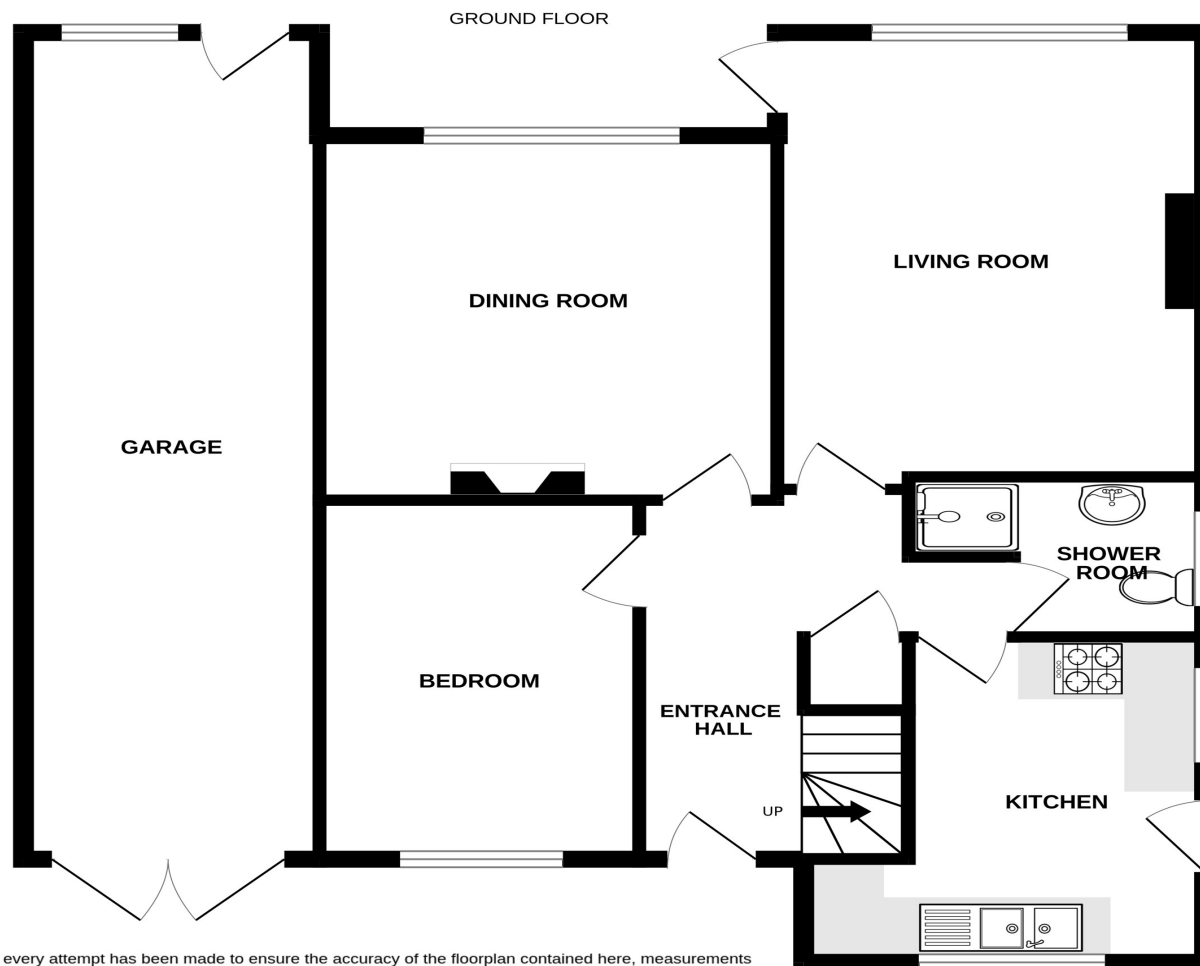 GROUND FLOOR
LIVING ROOM
DINING ROOM
GARAGE
SHOWER
ROOM
BEDROOM
ENTRANCE
HALL
KITCHEN
UP
every attempt has been made to ensure the accuracy of the floorplan contained here, measurements